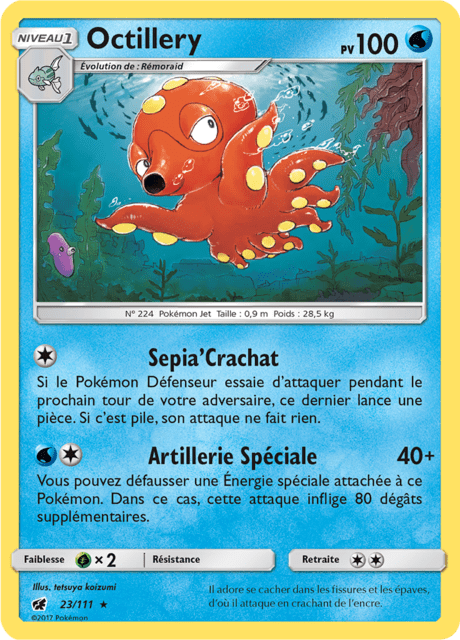 NIVEAU 1
Octillery
PV 100
Évolution de : Rémoraid
N° 224 Pokémon Jet Taille : 0,9 m Poids : 28,5 kg
Sepia'Crachat
Si le Pokémon Défenseur essaie d'attaquer pendant le
prochain tour de votre adversaire, ce dernier lance une
pièce. Si c'est pile, son attaque ne fait rien.
Artillerie Spéciale 40+
Vous pouvez défausser une Énergie spéciale attachée à ce
Pokémon. Dans ce cas, cette attaque inflige 80 dégâts
supplémentaires.
Faiblesse × 2 Résistance Retraite
Illus. tetsuya koizumi
23/111 ★
©2017 Pokémon
Il adore se cacher dans les fissures et les épaves,
d'où il attaque en crachant de l'encre.